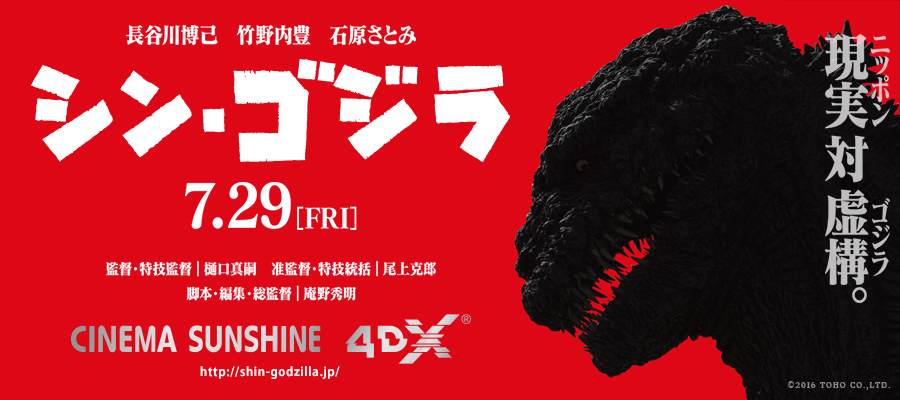 長谷川博己 竹野内豊 石原さとみ
シン・ゴジラ
7.29[FRI]
監督・特技監督|樋口真嗣 准監督・特技統括|尾上克郎
脚本・編集・総監督|庵野秀明
CINEMA SUNSHINE 4DX®
http://shin-godzilla.jp/
ニッポン
現実対虚構。
ゴジラ
©2016 TOHO CO.,LTD.